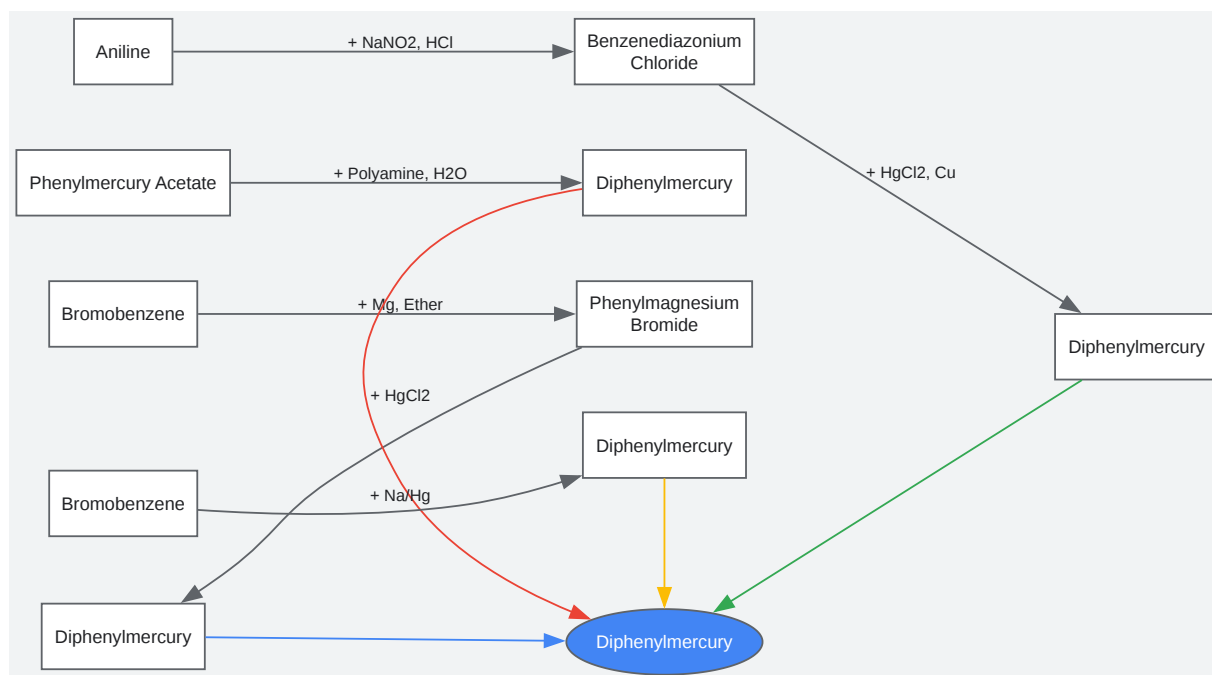 Aniline
+ NaNO2, HCl
Benzenediazonium
Chloride
Phenylmercury Acetate
+ Polyamine, H2O
Diphenylmercury
+ HgCl2, Cu
Bromobenzene
+ Mg, Ether
Phenylmagnesium
Bromide
Diphenylmercury
+ HgCl2
Diphenylmercury
Bromobenzene
+ Na/Hg
Diphenylmercury
Diphenylmercury